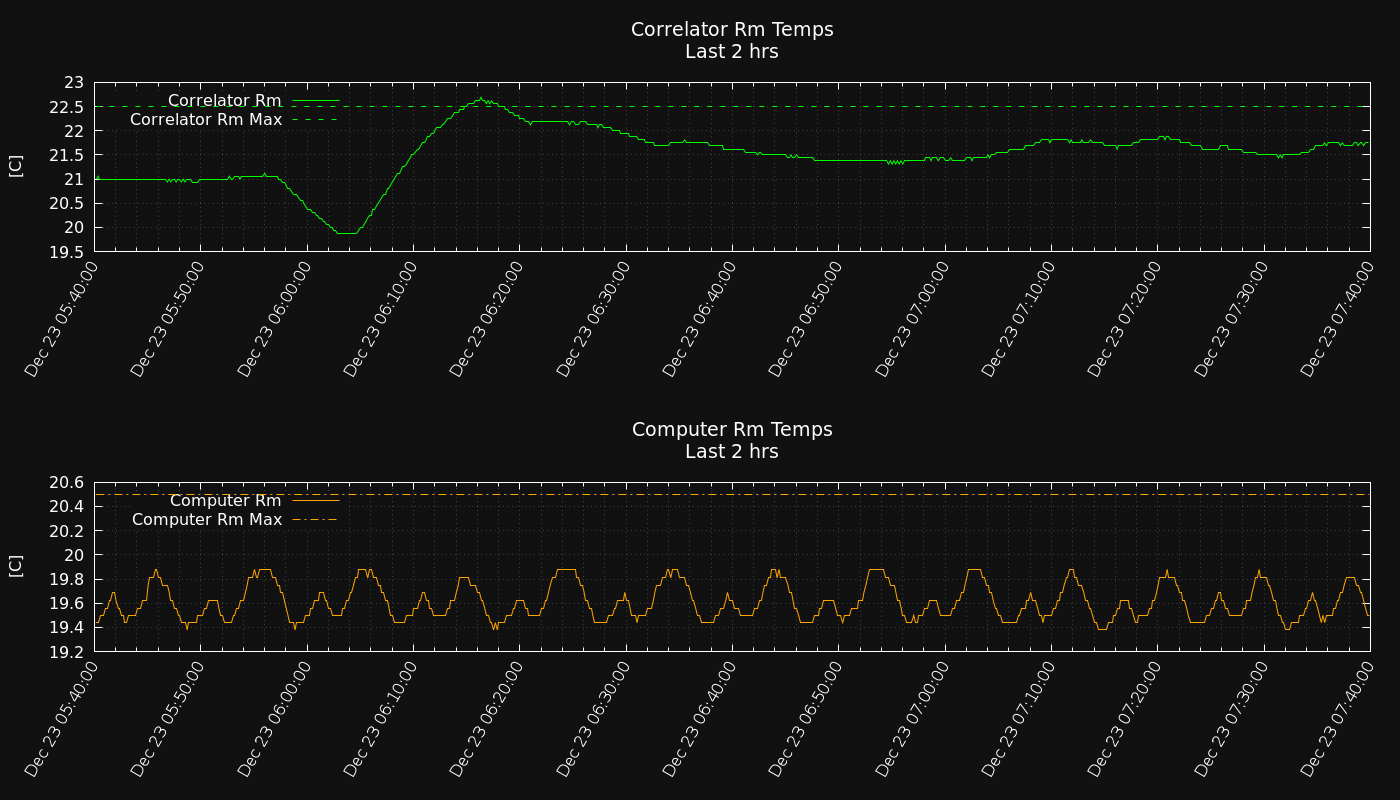 Correlator Rm Temps
Last 2 hrs
[C]
23
22.5
22
21.5
21
20.5
20
19.5
Correlator Rm
Correlator Rm Max
Dec 23 05:40:00
Dec 23 05:50:00
Dec 23 06:00:00
Dec 23 06:10:00
Dec 23 06:20:00
Dec 23 06:30:00
Dec 23 06:40:00
Dec 23 06:50:00
Dec 23 07:00:00
Dec 23 07:10:00
Dec 23 07:20:00
Dec 23 07:30:00
Dec 23 07:40:00
Computer Rm Temps
Last 2 hrs
[C]
20.6
20.4
20.2
20
19.8
19.6
19.4
19.2
Computer Rm
Computer Rm Max
Dec 23 05:40:00
Dec 23 05:50:00
Dec 23 06:00:00
Dec 23 06:10:00
Dec 23 06:20:00
Dec 23 06:30:00
Dec 23 06:40:00
Dec 23 06:50:00
Dec 23 07:00:00
Dec 23 07:10:00
Dec 23 07:20:00
Dec 23 07:30:00
Dec 23 07:40:00